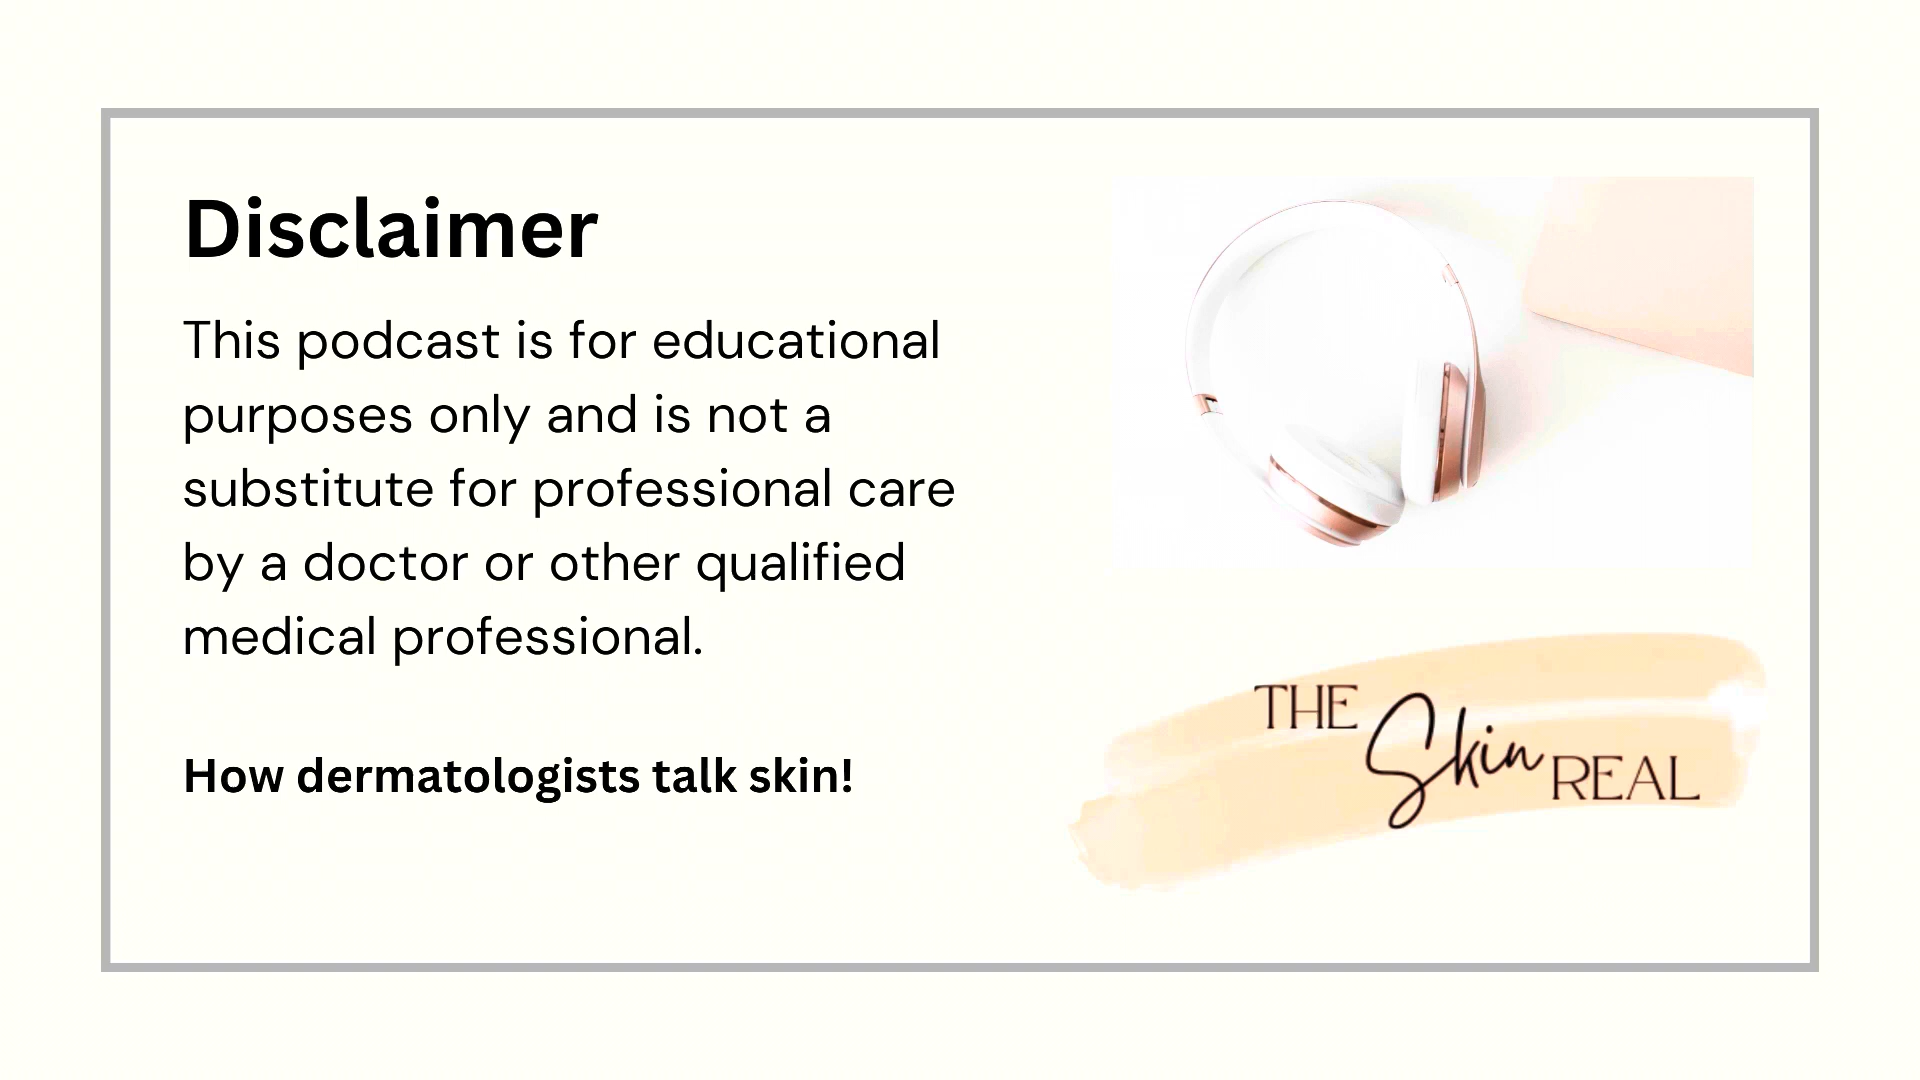 Disclaimer
This podcast is for educational
purposes only and is not a
substitute for professional care
by a doctor or other qualified
medical professional.
How dermatologists talk skin!
THE
Skin
REAL